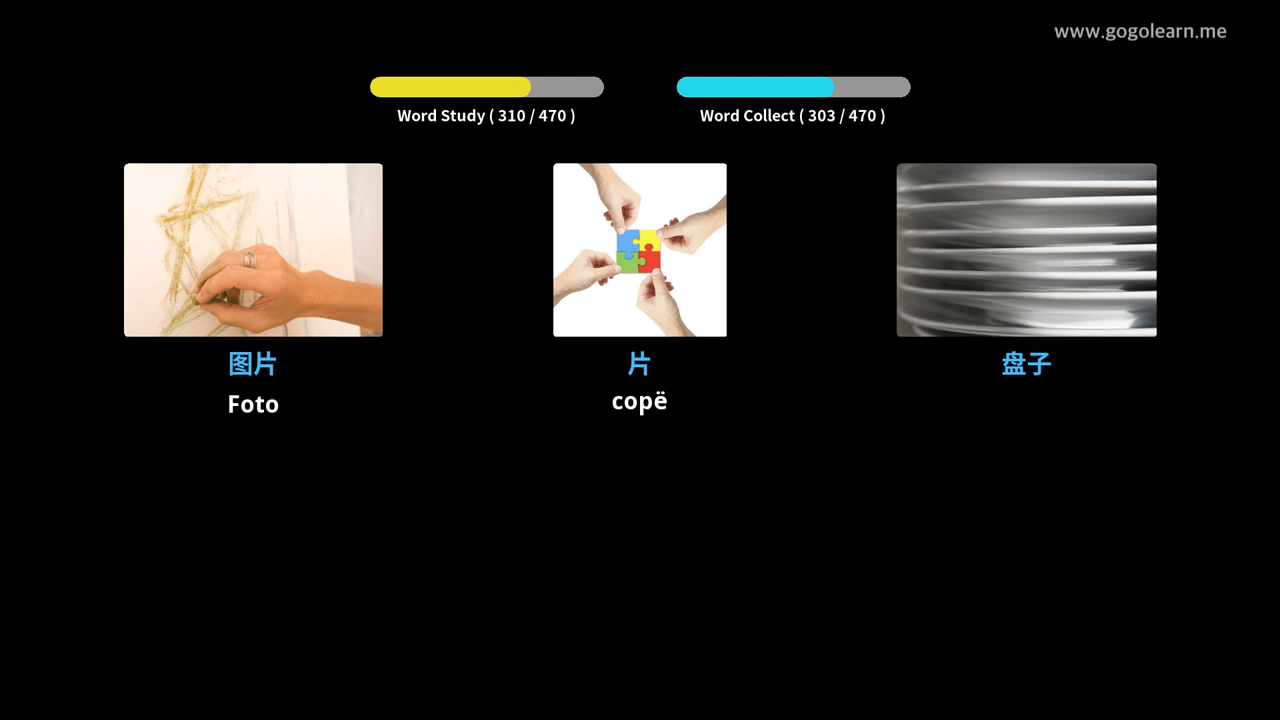 www.gogolearn.me
Word Study ( 310 / 470 )
Word Collect ( 303 / 470 )
图片
片
盘子
Foto
copë